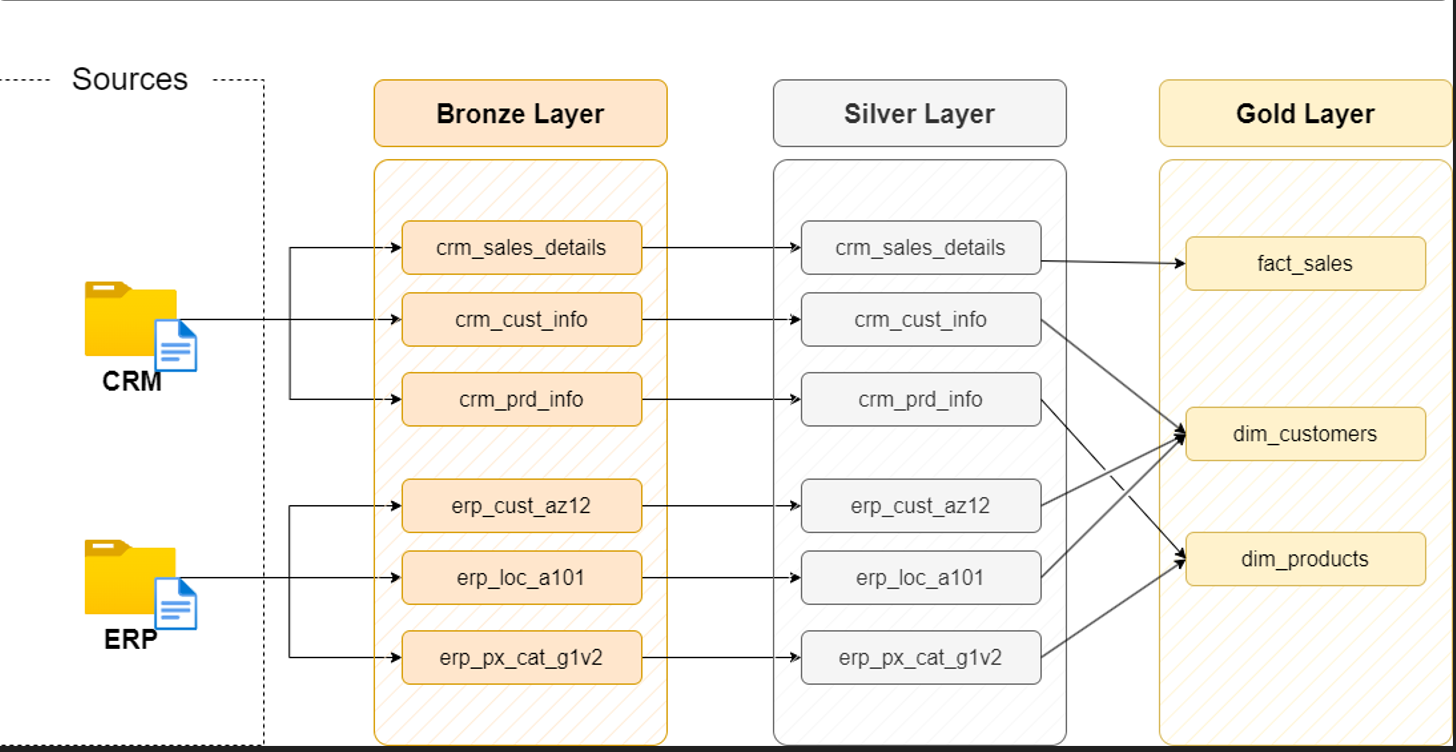 Sources
Bronze Layer
Silver Layer
Gold Layer
crm_sales_details
crm_sales_details
fact_sales
crm_cust_info
crm_cust_info
CRM
crm_prd_info
crm_prd_info
dim_customers
erp_cust_az12
erp_cust_az12
dim_products
erp_loc_a101
erp_loc_a101
ERP
erp_px_cat_g1v2
erp_px_cat_g1v2